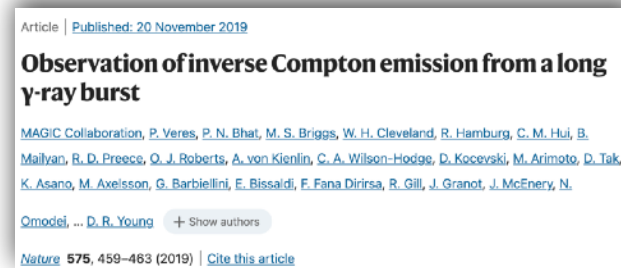 Article | Published: 20 November 2019
Observation of inverse Compton emission from a long
γ-ray burst
MAGIC Collaboration, P. Veres, P. N. Bhat, M. S. Briggs, W. H. Cleveland, R. Hamburg, C. M. Hui, B.
Mailyan, R. D. Preece, O. J. Roberts, A. von Kienlin, C. A. Wilson-Hodge, D. Kocevski, M. Arimoto, D. Tak,
K. Asano, M. Axelsson, G. Barbiellini, E. Bissaldi, F. Fana Dirirsa, R. Gill, J. Granot, J. McEnery, N.
Omodei, ... D. R. Young + Show authors
Nature 575, 459–463 (2019) | Cite this article